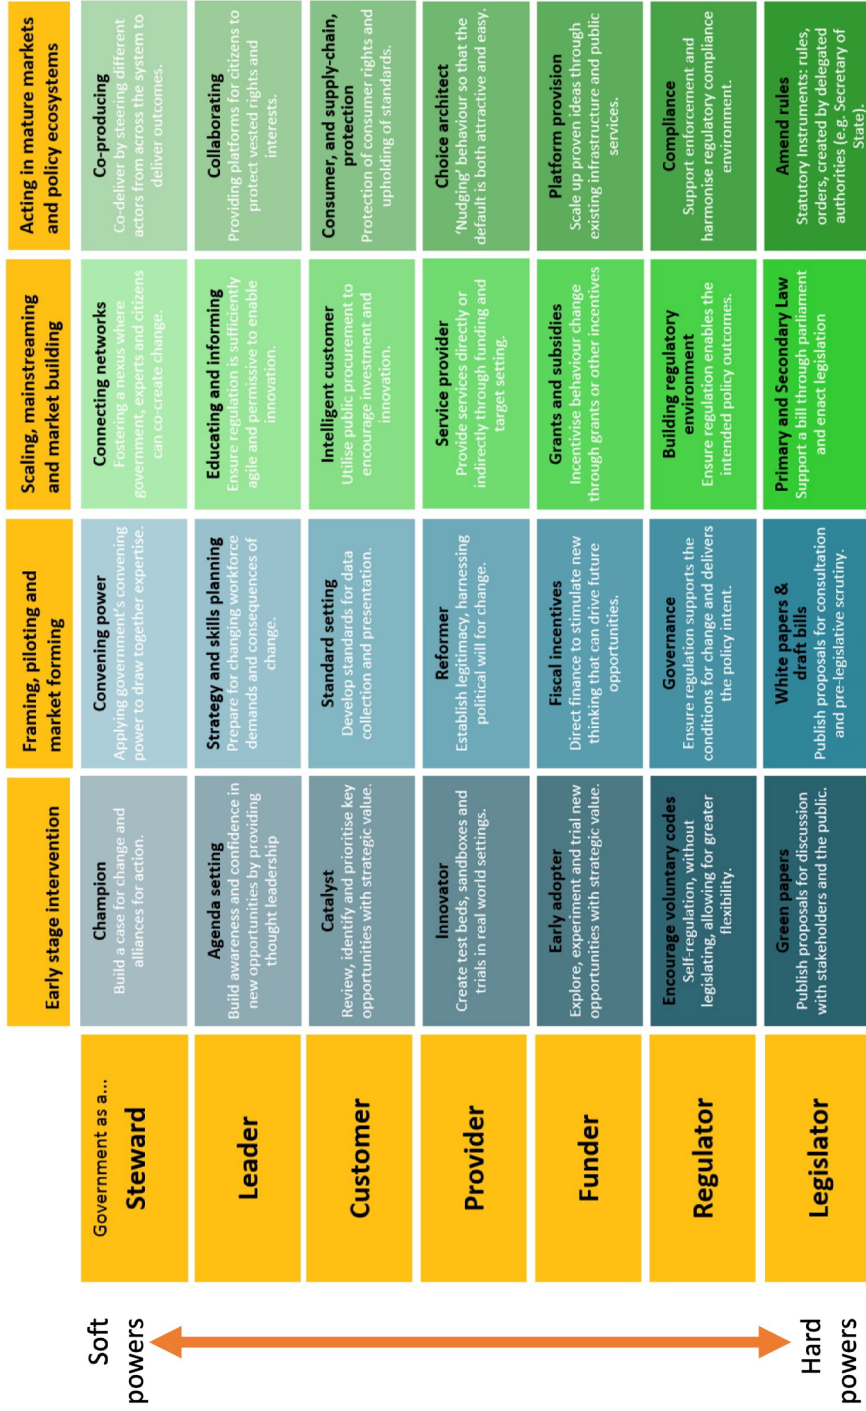 Early stage intervention
Framing, piloting and
market forming
Scaling, mainstreaming
and market building
Acting in mature markets
and policy ecosystems
Soft
powers
Government as a...
Steward
Champion
Build a case for change and
alliances for action.
Convening power
Applying government's convening
power to draw together expertise.
Connecting networks
Fostering a nexus where
government, experts and citizens
can co-create change.
Co-producing
Co-deliver by steering different
actors from across the system to
deliver outcomes.
Leader
Agenda setting
Build awareness and confidence in
new opportunities by providing
thought leadership
Strategy and skills planning
Prepare for changing workforce
demands and consequences of
change.
Educating and informing
Ensure regulation is sufficiently
agile and permissive to enable
innovation.
Collaborating
Providing platforms for citizens to
protect vested rights and
interests.
Customer
Catalyst
Review, identify and prioritise key
opportunities with strategic value.
Standard setting
Develop standards for data
collection and presentation.
Intelligent customer
Utilise public procurement to
encourage investment and
innovation.
Consumer, and supply-chain,
protection
Protection of consumer rights and
upholding of standards.
Provider
Innovator
Create test beds, sandboxes and
trials in real world settings.
Reformer
Establish legitimacy, harnessing
political will for change.
Service provider
Provide services directly or
indirectly through funding and
target setting.
Choice architect
'Nudging' behaviour so that the
default is both attractive and easy.
Funder
Early adopter
Explore, experiment and trial new
opportunities with strategic value.
Fiscal incentives
Direct finance to stimulate new
thinking that can drive future
opportunities.
Grants and subsidies
Incentivise behaviour change
through grants or other incentives
Platform provision
Scale up proven ideas through
existing infrastructure and public
services.
Regulator
Encourage voluntary codes
Self-regulation, without
legislating, allowing for greater
flexibility.
Governance
Ensure regulation supports the
conditions for change and delivers
the policy intent.
Building regulatory
environment
Ensure regulation enables the
intended policy outcomes.
Compliance
Support enforcement and
harmonise regulatory compliance
environment.
Hard
powers
Legislator
Green papers
Publish proposals for discussion
with stakeholders and the public.
White papers &
draft bills
Publish proposals for consultation
and pre-legislative scrutiny.
Primary and Secondary Law
Support a bill through parliament
and enact legislation
Amend rules
Statutory Instruments: rules,
orders, created by delegated
authorities (e.g. Secretary of
State).